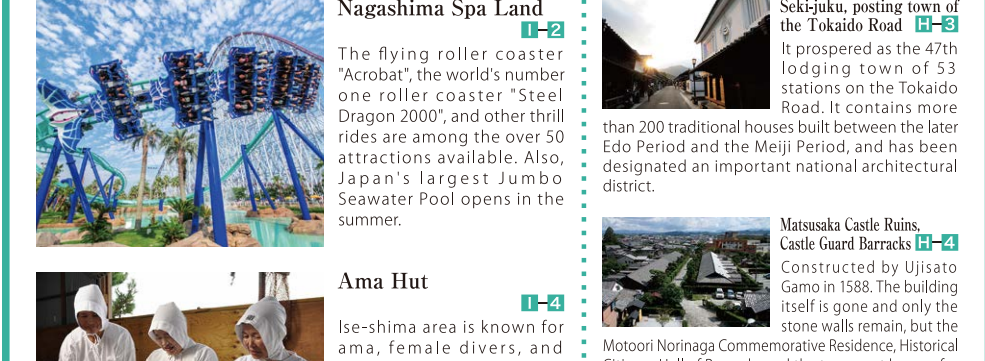 Nagashima Spa Land
I-2
The flying roller coaster
"Acrobat", the world's number
one roller coaster "Steel
Dragon 2000", and other thrill
rides are among the over 50
attractions available. Also,
Japan's largest Jumbo
Seawater Pool opens in the
summer.
Ama Hut
I-4
Ise-shima area is known for
ama, female divers, and
Seki-juku, posting town of
the Tokaido Road H-3
It prospered as the 47th
lodging town of 53
stations on the Tokaido
Road. It contains more
than 200 traditional houses built between the later
Edo Period and the Meiji Period, and has been
designated an important national architectural
district.
Matsusaka Castle Ruins,
Castle Guard Barracks H-4
Constructed by Ujisato
Gamo in 1588. The building
itself is gone and only the
stone walls remain, but the
Motoori Norinaga Commemorative Residence, Historical